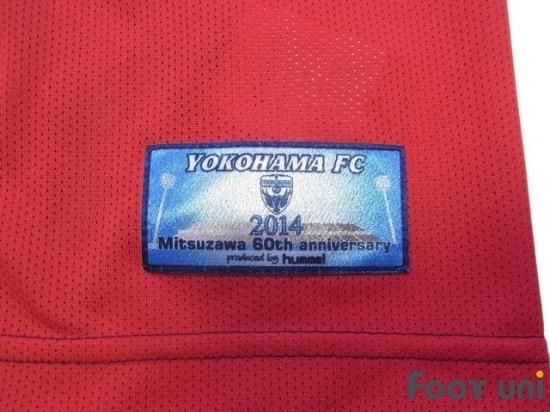 YOKOHAMA FC
2014
Mitsuzawa 60th anniversary
produced by hummel
Foot uni